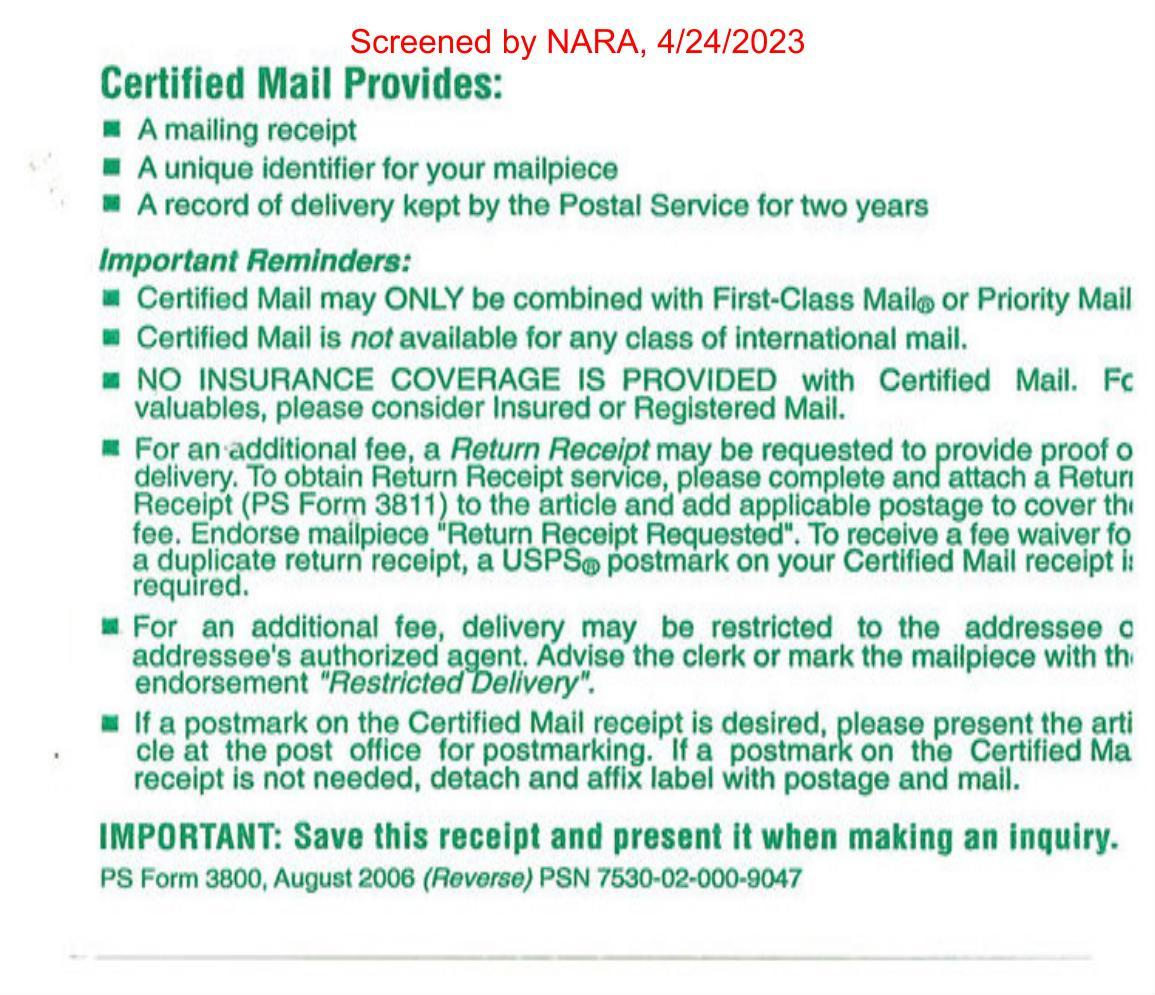 Screened by NARA, 4/24/2023
Certified Mail Provides:
■ A mailing receipt
■ A unique identifier for your mailpiece
■ A record of delivery kept by the Postal Service for two years
Important Reminders:
■ Certified Mail may ONLY be combined with First-Class Mail® or Priority Mail
■ Certified Mail is not available for any class of international mail.
■ NO INSURANCE COVERAGE IS PROVIDED with Certified Mail.
valuables, please consider Insured or Registered Mail.
■ For an additional fee, a Return Receipt may be requested to provide proof
delivery. To obtain Return Receipt service, please complete and attach a Return
Receipt (PS Form 3811) to the article and add applicable postage to cover
fee. Endorse mailpiece "Return Receipt Requested". To receive a fee waiver
a duplicate return receipt, a USPS® postmark on your Certified Mail receipt
required.
■ For an additional fee, delivery may be restricted to the addressee
addressee's authorized agent. Advise the clerk or mark the mailpiece with
endorsement "Restricted Delivery".
■ If a postmark on the Certified Mail receipt is desired, please present the arti
cle at the post office for postmarking. If a postmark on the Certified
receipt is not needed, detach and affix label with postage and mail.
IMPORTANT: Save this receipt and present it when making an inquiry.
PS Form 3800, August 2006 (Reverse) PSN 7530-02-000-9047